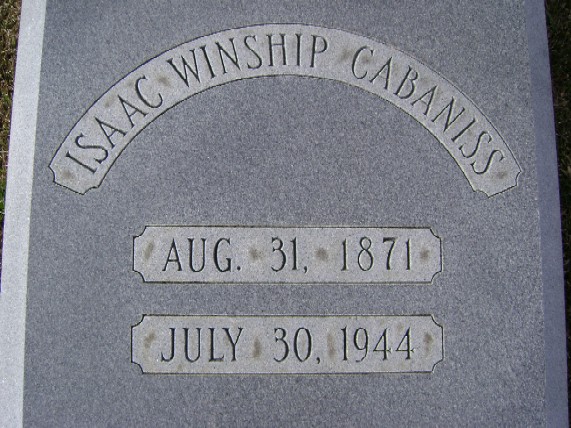 ISAAC WINSHIP CABANISS
AUG. 31, 1871
JULY 30, 1944